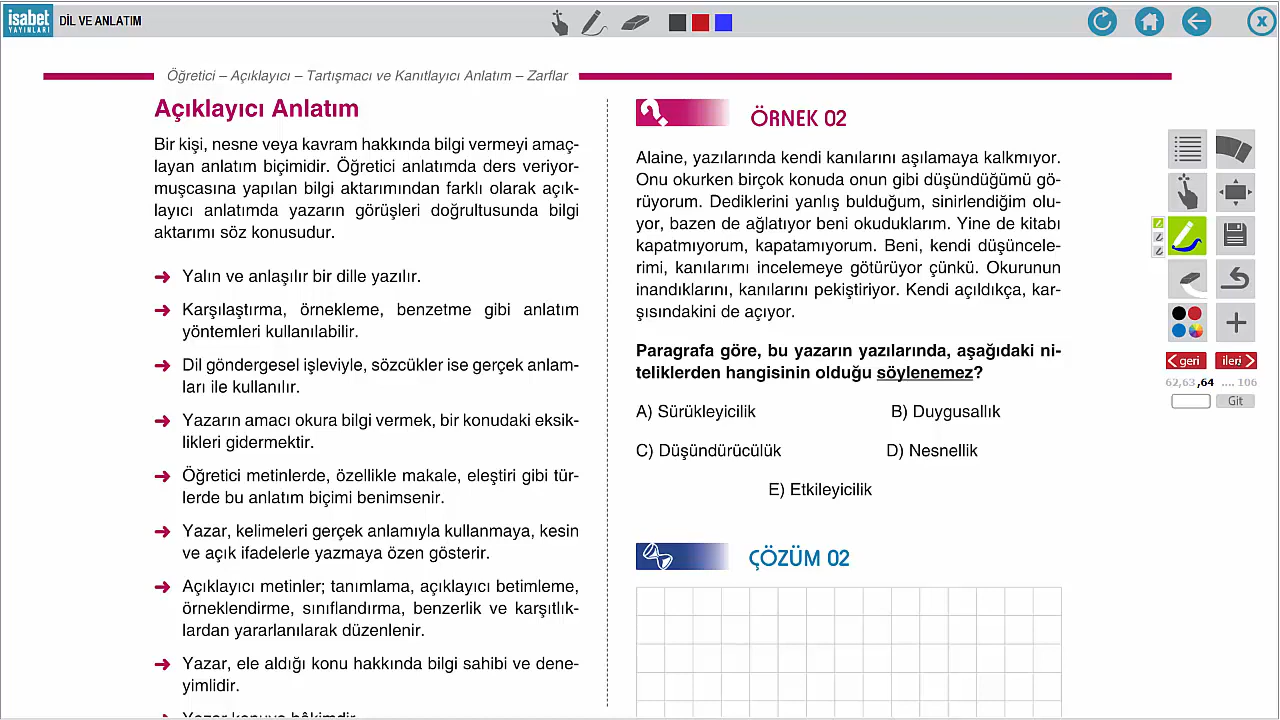 isabet
YAYINLARI
DİL VE ANLATIM
Öğretici – Açıklayıcı – Tartışmacı ve Kanıtlayıcı Anlatım – Zarflar
Açıklayıcı Anlatım
Bir kişi, nesne veya kavram hakkında bilgi vermeyi amaç-
layan anlatım biçimidir. Öğretici anlatımda ders veriyor-
muşcasına yapılan bilgi aktarımından farklı olarak açık-
layıcı anlatımda yazarın görüşleri doğrultusunda bilgi
aktarımı söz konusudur.
Yalın ve anlaşılır bir dille yazılır.
Karşılaştırma, örnekleme, benzetme gibi anlatım
yöntemleri kullanılabilir.
Dil göndergesel işleviyle, sözcükler ise gerçek anlam-
ları ile kullanılır.
Yazarın amacı okura bilgi vermek, bir konudaki eksik-
likleri gidermektir.
Öğretici metinlerde, özellikle makale, eleştiri gibi tür-
lerde bu anlatım biçimi benimsenir.
Yazar, kelimeleri gerçek anlamıyla kullanmaya, kesin
ve açık ifadelerle yazmaya özen gösterir.
Açıklayıcı metinler; tanımlama, açıklayıcı betimleme,
örneklendirme, sınıflandırma, benzerlik ve karşıtlık-
lardan yararlanılarak düzenlenir.
Yazar, ele aldığı konu hakkında bilgi sahibi ve dene-
yimlidir.
Yazar konuya hâkimdir.
ÖRNEK 02
Alaine, yazılarında kendi kanılarını aşılamaya kalkmıyor.
Onu okurken birçok konuda onun gibi düşündüğümü gö-
rüyorum. Dediklerini yanlış bulduğum, sinirlendiğim olu-
yor, bazen de ağlatıyor beni okuduklarım. Yine de kitabı
kapatmıyorum, kapatamıyorum. Beni, kendi düşüncele-
rimi, kanılarımı incelemeye götürüyor çünkü. Okurunun
inandıklarını, kanılarını pekiştiriyor. Kendi açıldıkça, kar-
şısındakini de açıyor.
Paragrafa göre, bu yazarın yazılarında, aşağıdaki ni-
teliklerden hangisinin olduğu söylenemez?
A) Sürükleyicilik B) Duygusallık
C) Düşündürücülük D) Nesnellik
E) Etkileyicilik
ÇÖZÜM 02
geri ileri
62,63,64 .... 106
Git